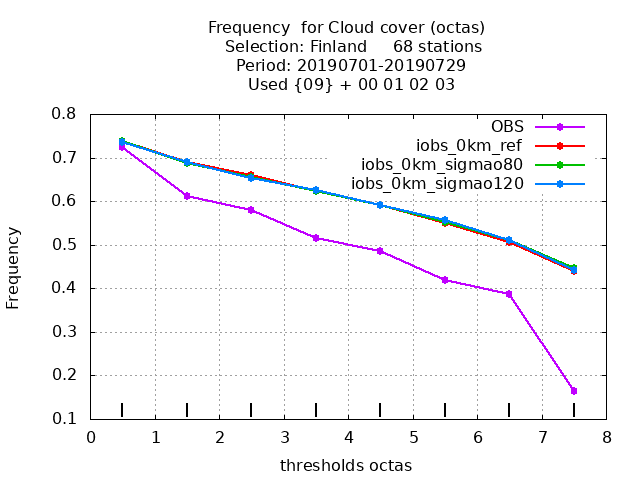 Frequency  for Cloud cover (octas)
Selection: Finland     68 stations
Period: 20190701-20190729
Used {09} + 00 01 02 03
OBS
iobs_0km_ref
iobs_0km_sigmao80
iobs_0km_sigmao120
0.8
0.7
0.6
0.5
0.4
0.3
0.2
0.1
Frequency
0 1 2 3 4 5 6 7 8
thresholds octas